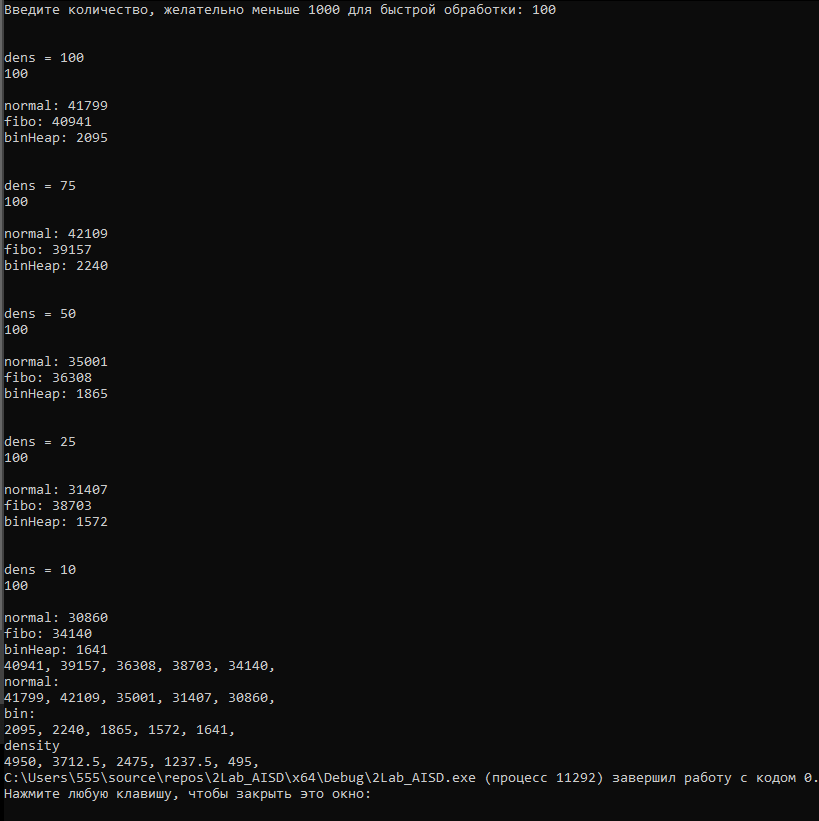 Введите количество, желательно меньше 1000 для быстрой обработки: 100
dens = 100
100
normal: 41799
fibo: 40941
binHeap: 2095
dens = 75
100
normal: 42109
fibo: 39157
binHeap: 2240
dens = 50
100
normal: 35001
fibo: 36308
binHeap: 1865
dens = 25
100
normal: 31407
fibo: 38703
binHeap: 1572
dens = 10
100
normal: 30860
fibo: 34140
binHeap: 1641
40941, 39157, 36308, 38703, 34140,
normal:
41799, 42109, 35001, 31407, 30860,
bin:
2095, 2240, 1865, 1572, 1641,
density
4950, 3712.5, 2475, 1237.5, 495,
C:\Users\555\source\repos\2Lab_AISD\x64\Debug\2Lab_AISD.exe (процесс 11292) завершил работу с кодом 0.
Нажмите любую клавишу, чтобы закрыть это окно: